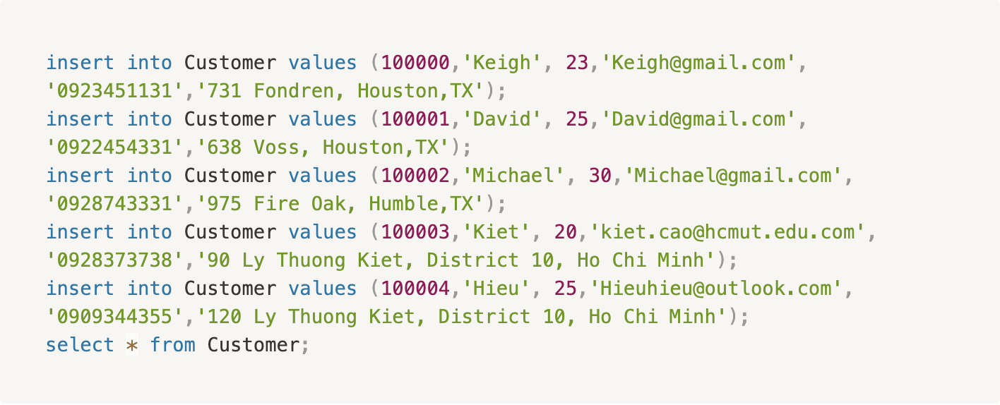 insert into Customer values (100000,'Keigh', 23,'Keigh@gmail.com',
'0923451131','731 Fondren, Houston,TX');
insert into Customer values (100001,'David', 25,'David@gmail.com',
'0922454331','638 Voss, Houston,TX');
insert into Customer values (100002,'Michael', 30,'Michael@gmail.com',
'0928743331','975 Fire Oak, Humble,TX');
insert into Customer values (100003,'Kiet', 20,'kiet.cao@hcmut.edu.com',
'0928373738','90 Ly Thuong Kiet, District 10, Ho Chi Minh');
insert into Customer values (100004,'Hieu', 25,'Hieuhieu@outlook.com',
'0909344355','120 Ly Thuong Kiet, District 10, Ho Chi Minh');
select * from Customer;